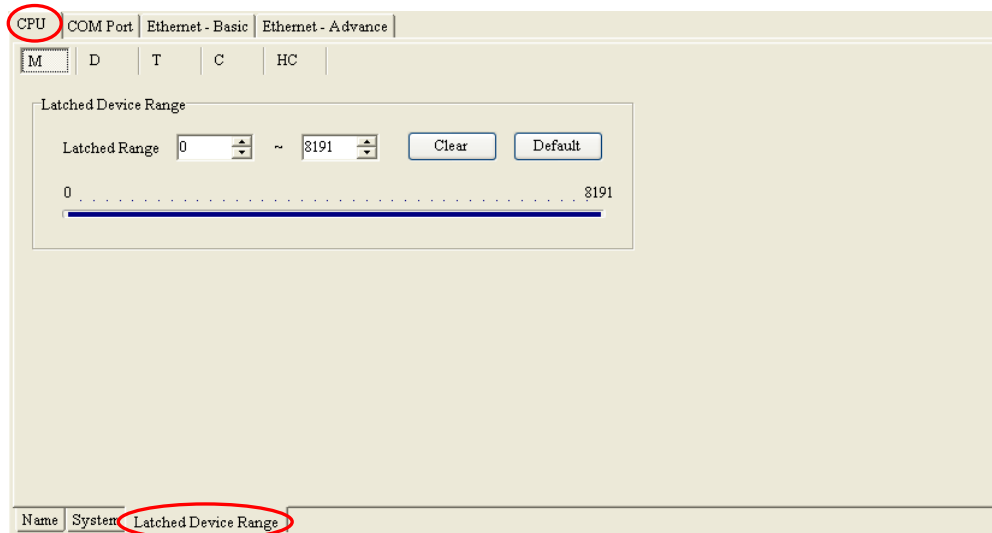 CPU COM Port Ethernet - Basic Ethernet - Advance
M D T C HC
Latched Device Range
Latched Range 0 ~ 8191 Clear Default
0 8191
Name System Latched Device Range